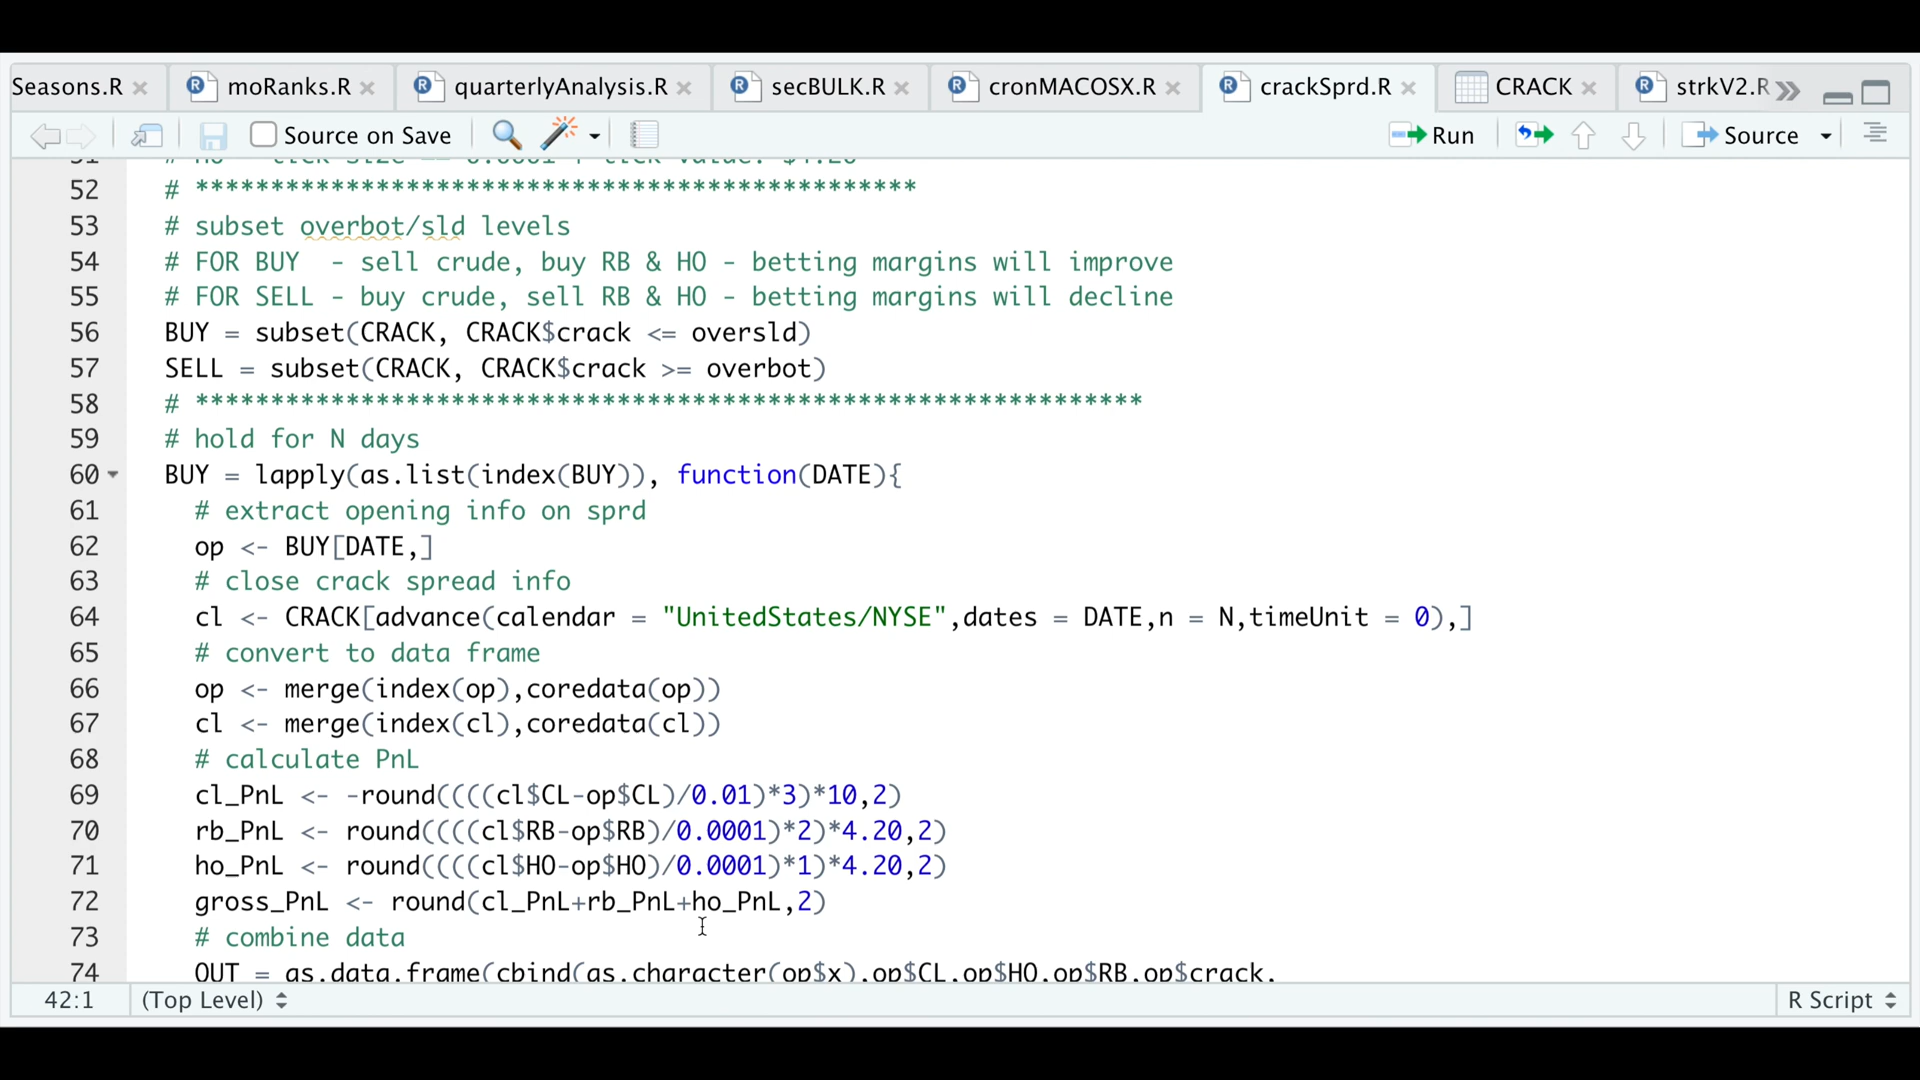 Seasons.R
moRanks.R
quarterlyAnalysis.R
secBULK.R
cronMACOSX.R
crackSprd.R
CRACK
strkV2.R
Source on Save
Run
Source
52 # ************************************************
53 # subset overbot/sld levels
54 # FOR BUY  - sell crude, buy RB & HO - betting margins will improve
55 # FOR SELL - buy crude, sell RB & HO - betting margins will decline
56 BUY = subset(CRACK, CRACK$crack <= oversld)
57 SELL = subset(CRACK, CRACK$crack >= overbot)
58 # ***************************************************************
59 # hold for N days
60 BUY = lapply(as.list(index(BUY)), function(DATE){
61 # extract opening info on sprd
62 op <- BUY[DATE,]
63 # close crack spread info
64 cl <- CRACK[advance(calendar = "UnitedStates/NYSE",dates = DATE,n = N,timeUnit = 0),]
65 # convert to data frame
66 op <- merge(index(op),coredata(op))
67 cl <- merge(index(cl),coredata(cl))
68 # calculate PnL
69 cl_PnL <- -round((((cl$CL-op$CL)/0.01)*3)*10,2)
70 rb_PnL <- round((((cl$RB-op$RB)/0.0001)*2)*4.20,2)
71 ho_PnL <- round((((cl$HO-op$HO)/0.0001)*1)*4.20,2)
72 gross_PnL <- round(cl_PnL+rb_PnL+ho_PnL,2)
73 # combine data
74 OUT = as.data.frame(cbind(as.character(op$x),op$CL,op$HO,op$RB,op$crack,
42:1
(Top Level)
R Script